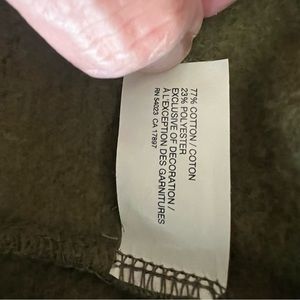 77% COTTON / COTON
23% POLYESTER
EXCLUSIVE OF DECORATION /
À L'EXCEPTION DES GARNITURES
RN 54023 CA 17897